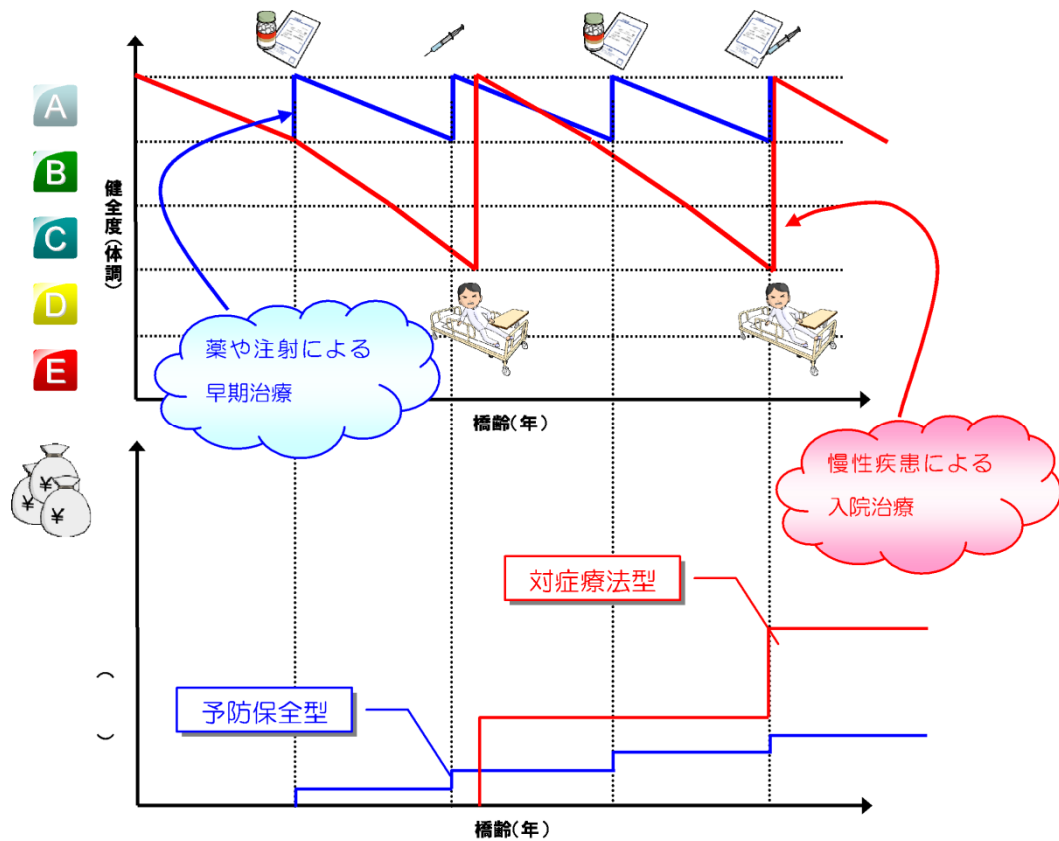 A
B
C
D
E
健全度(体調)
薬や注射による
早期治療
橋齢(年)
慢性疾患による
入院治療
¥
¥
¥
対症療法型
予防保全型
(
)
橋齢(年)